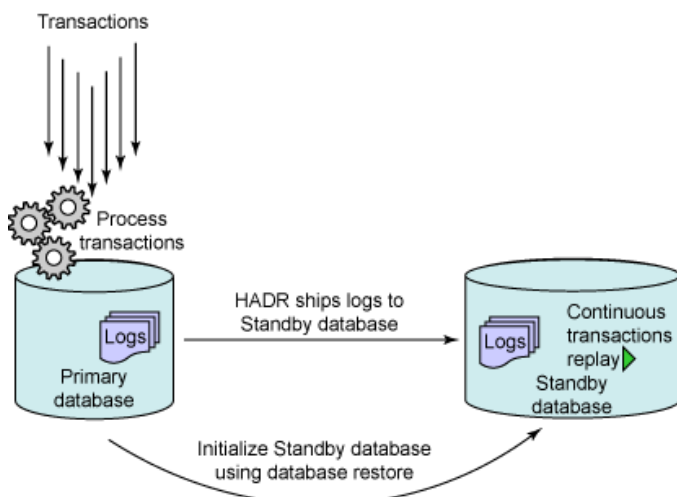 Transactions
Process
transactions
HADR ships logs to
Standby database
Logs
Primary
database
Logs
Continuous
transactions
replay
Standby
database
Initialize Standby database
using database restore